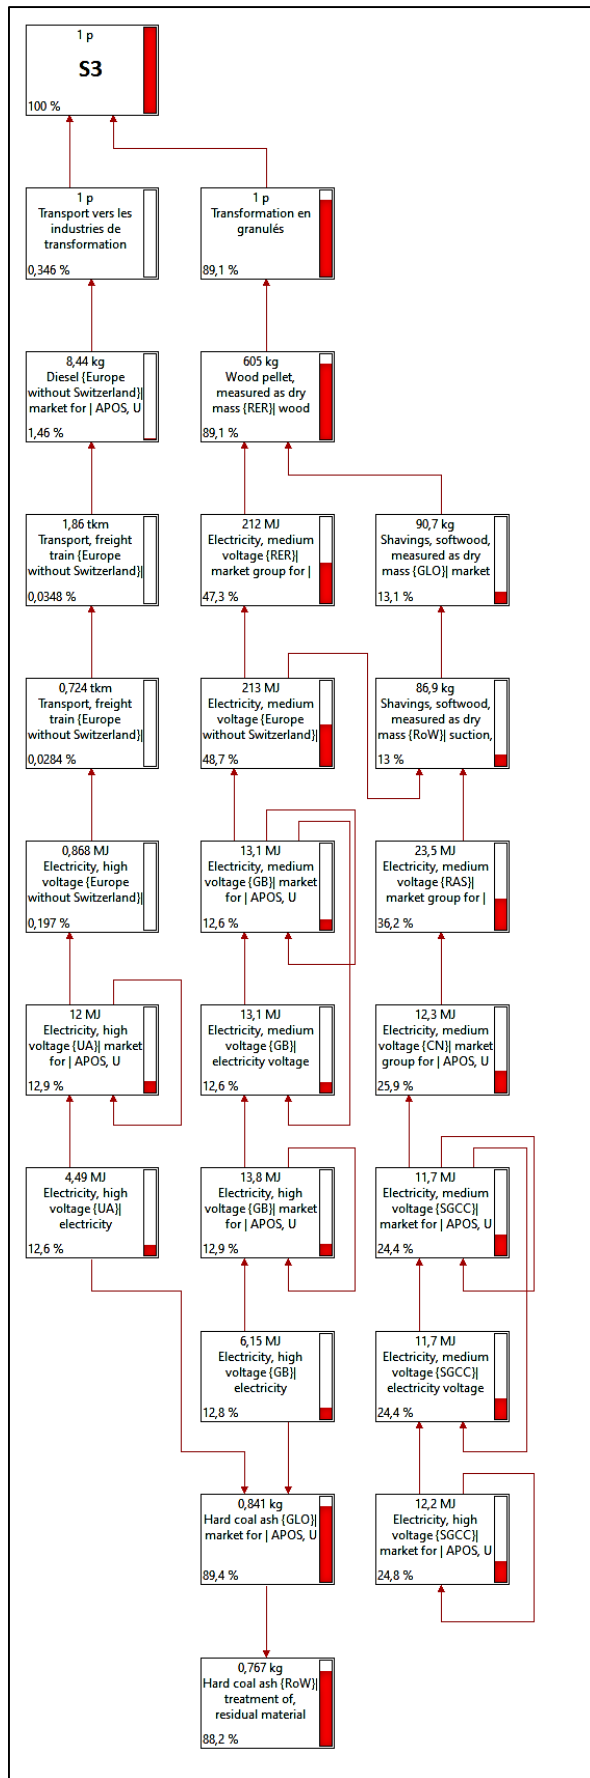 1 p
S3
100 %
1 p
Transport vers les
industries de
transformation
0,346 %
1 p
Transformation en
granulés
89,1 %
8,44 kg
Diesel {Europe
without Switzerland}|
market for | APOS, U
1,46 %
605 kg
Wood pellet,
measured as dry
mass {RER}| wood
89,1 %
1,86 tkm
Transport, freight
train {Europe
without Switzerland}|
0,0348 %
212 MJ
Electricity, medium
voltage {RER}|
market group for |
47,3 %
90,7 kg
Shavings, softwood,
measured as dry
mass {GLO}| market
13,1 %
0,724 tkm
Transport, freight
train {Europe
without Switzerland}|
0,0284 %
213 MJ
Electricity, medium
voltage {Europe
without Switzerland}|
48,7 %
86,9 kg
Shavings, softwood,
measured as dry
mass {RoW}| suction,
13 %
0,868 MJ
Electricity, high
voltage {Europe
without Switzerland}|
0,197 %
13,1 MJ
Electricity, medium
voltage {GB}| market
for | APOS, U
12,6 %
23,5 MJ
Electricity, medium
voltage {RAS}|
market group for |
36,2 %
12 MJ
Electricity, high
voltage {UA}| market
for | APOS, U
12,9 %
13,1 MJ
Electricity, medium
voltage {GB}|
electricity voltage
12,6 %
12,3 MJ
Electricity, medium
voltage {CN}| market
group for | APOS, U
25,9 %
4,49 MJ
Electricity, high
voltage {UA}|
electricity
12,6 %
13,8 MJ
Electricity, high
voltage {GB}| market
for | APOS, U
12,9 %
11,7 MJ
Electricity, medium
voltage {SGCC}|
market for | APOS, U
24,4 %
6,15 MJ
Electricity, high
voltage {GB}|
electricity
12,8 %
11,7 MJ
Electricity, medium
voltage {SGCC}|
electricity voltage
24,4 %
0,841 kg
Hard coal ash {GLO}|
market for | APOS, U
89,4 %
12,2 MJ
Electricity, high
voltage {SGCC}|
market for | APOS, U
24,8 %
0,767 kg
Hard coal ash {RoW}|
treatment of,
residual material
88,2 %